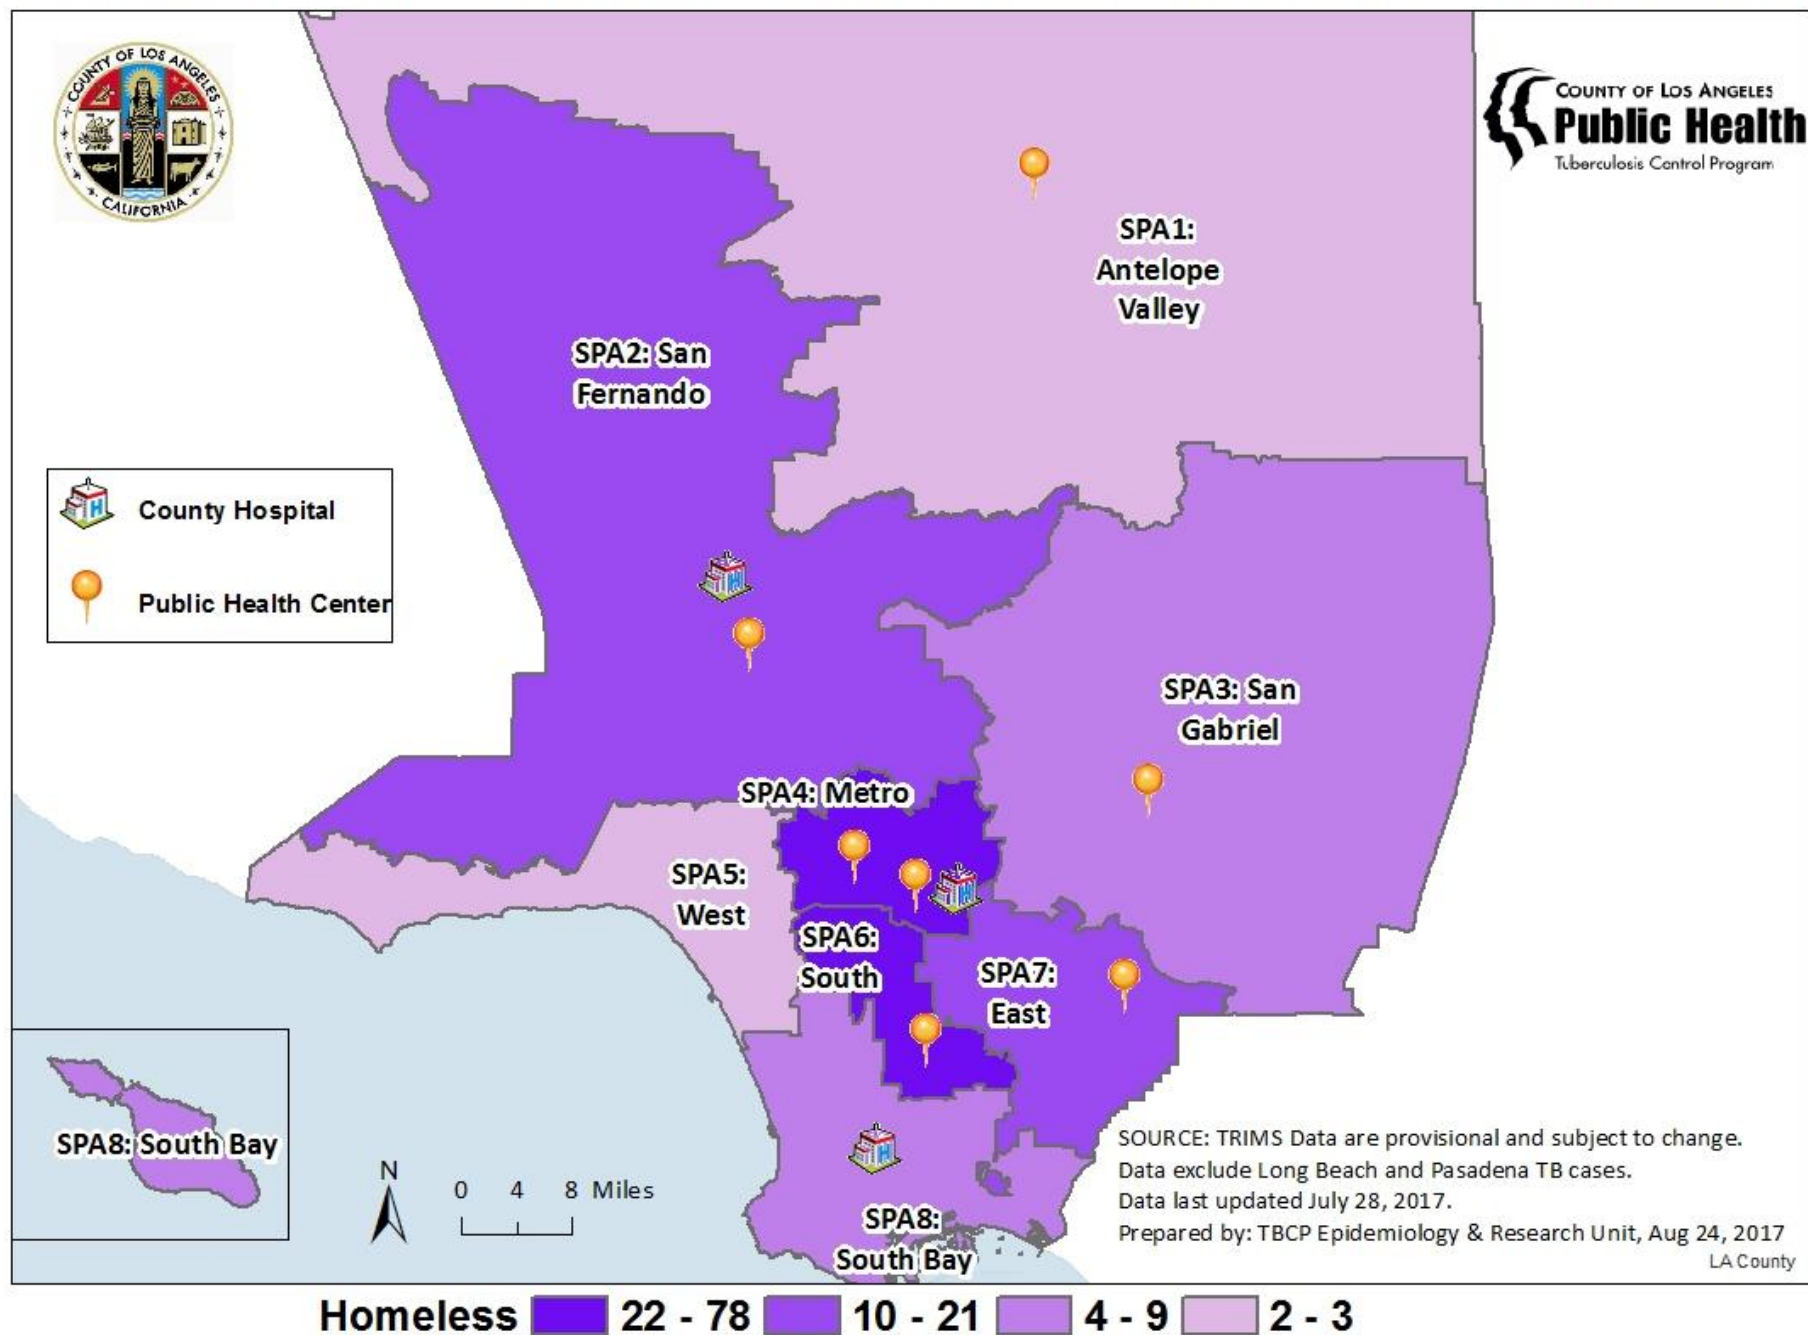 COUNTY OF LOS ANGELES
CALIFORNIA
COUNTY OF LOS ANGELES
Public Health
Tuberculosis Control Program
SPA1:
Antelope
Valley
SPA2: San
Fernando
County Hospital
Public Health Center
SPA3: San
Gabriel
SPA4: Metro
SPA5:
West
SPA6:
South
SPA7:
East
SPA8: South Bay
N
0 4 8 Miles
SPA8:
South Bay
SOURCE: TRIMS Data are provisional and subject to change.
Data exclude Long Beach and Pasadena TB cases.
Data last updated July 28, 2017.
Prepared by: TBCP Epidemiology & Research Unit, Aug 24, 2017
LA County
Homeless 22 - 78 10 - 21 4 - 9 2 - 3